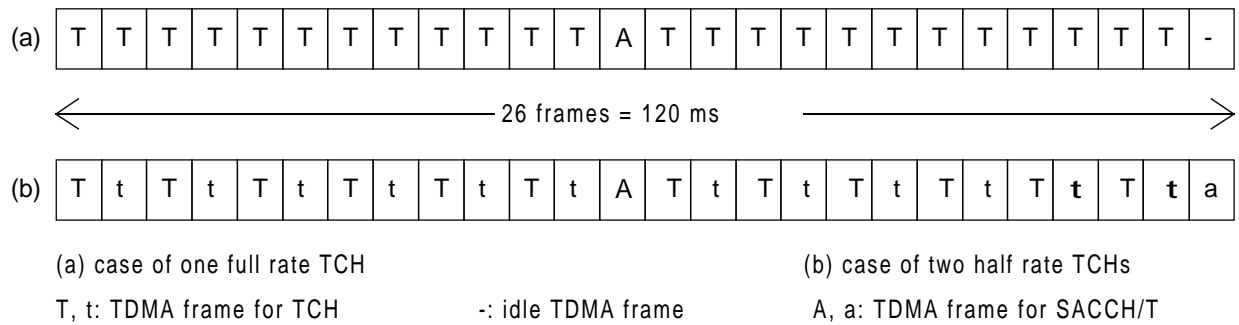 (a) T T T T T T T T T T T T A T T T T T T T T T T T T -
26 frames = 120 ms
(b) T t T t T t T t T t T t A T t T t T t T t T t T t a
(a) case of one full rate TCH (b) case of two half rate TCHs
T, t: TDMA frame for TCH -: idle TDMA frame A, a: TDMA frame for SACCH/T